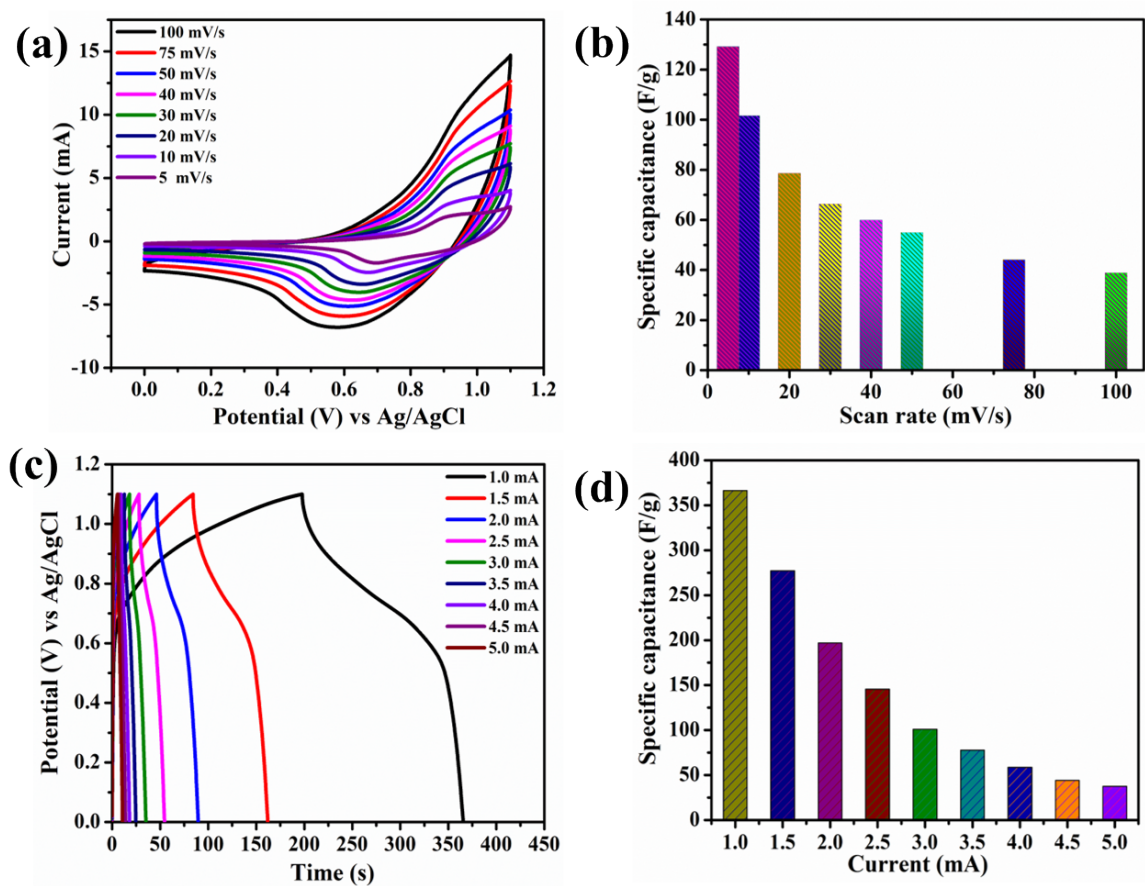 (a)
100 mV/s
75 mV/s
50 mV/s
40 mV/s
30 mV/s
20 mV/s
10 mV/s
5 mV/s
15
10
5
0
-5
-10
Current (mA)
0.0 0.2 0.4 0.6 0.8 1.0 1.2
Potential (V) vs Ag/AgCl
(b)
140
120
100
80
60
40
20
0
Specific capacitance (F/g)
0 20 40 60 80 100
Scan rate (mV/s)
(c)
1.2
1.0
0.8
0.6
0.4
0.2
0.0
Potential (V) vs Ag/AgCl
1.0 mA
1.5 mA
2.0 mA
2.5 mA
3.0 mA
3.5 mA
4.0 mA
4.5 mA
5.0 mA
0 50 100 150 200 250 300 350 400 450
Time (s)
(d)
400
350
300
250
200
150
100
50
0
Specific capacitance (F/g)
1.0 1.5 2.0 2.5 3.0 3.5 4.0 4.5 5.0
Current (mA)